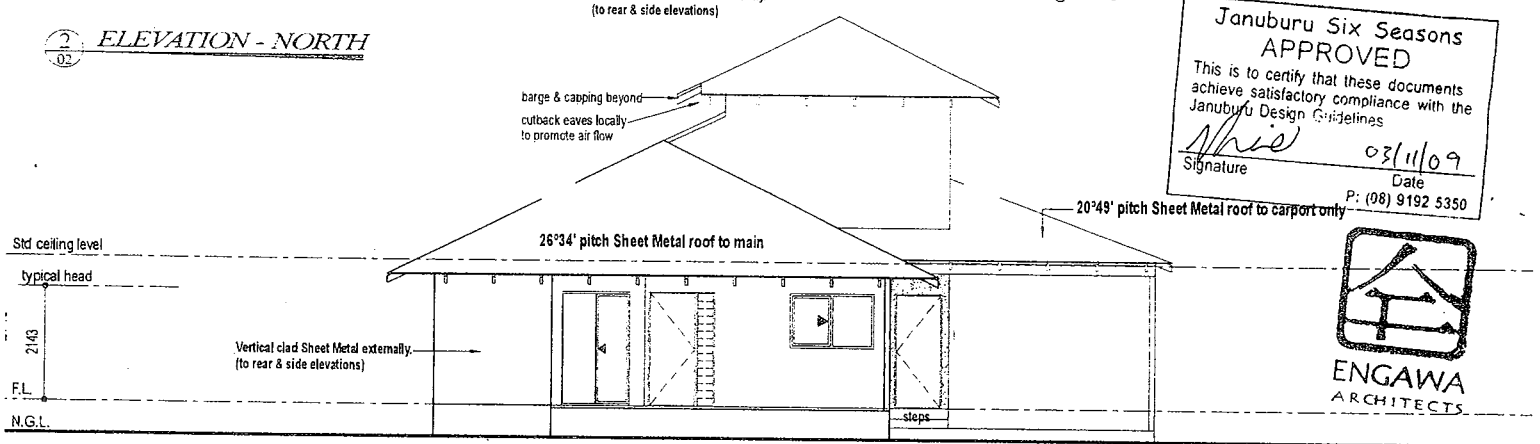 (to rear & side elevations)
2
02
ELEVATION - NORTH
barge & capping beyond
cutback eaves locally
to promote air flow
Januburu Six Seasons
APPROVED
This is to certify that these documents
achieve satisfactory compliance with the
Januburu Design Guidelines
03/11/09
Signature
Date
P: (08) 9192 5350
20°49' pitch Sheet Metal roof to carport only
26°34' pitch Sheet Metal roof to main
Std ceiling level
typical head
2143
Vertical clad Sheet Metal externally.
(to rear & side elevations)
F.L.
N.G.L.
steps
ENGAWA
ARCHITECTS